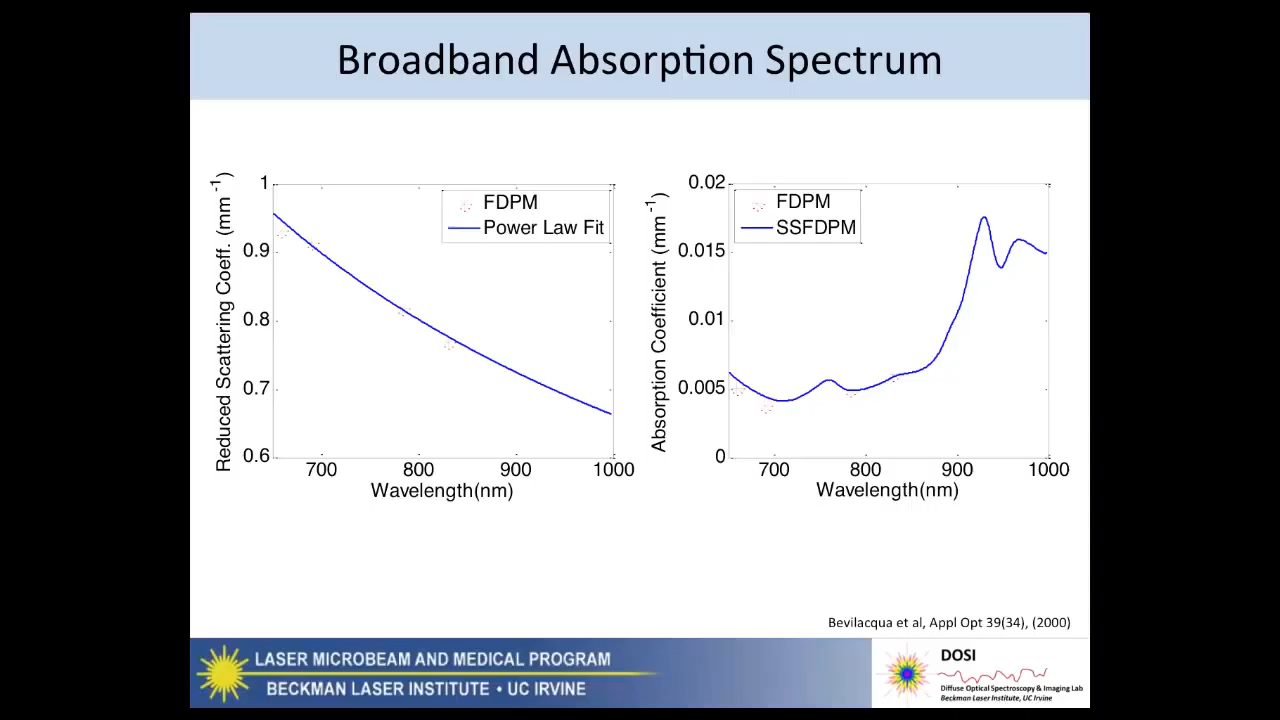 Broadband Absorption Spectrum
Reduced Scattering Coeff. (mm⁻¹)
1
0.9
0.8
0.7
0.6
700 800 900 1000
Wavelength(nm)
FDPM
Power Law Fit
Absorption Coefficient (mm⁻¹)
0.02
0.015
0.01
0.005
0
700 800 900 1000
Wavelength(nm)
FDPM
SSFDPM
Bevilacqua et al, Appl Opt 39(34), (2000)
LASER MICROBEAM AND MEDICAL PROGRAM
BECKMAN LASER INSTITUTE • UC IRVINE
DOSI
Diffuse Optical Spectroscopy & Imaging Lab
Beckman Laser Institute, UC Irvine